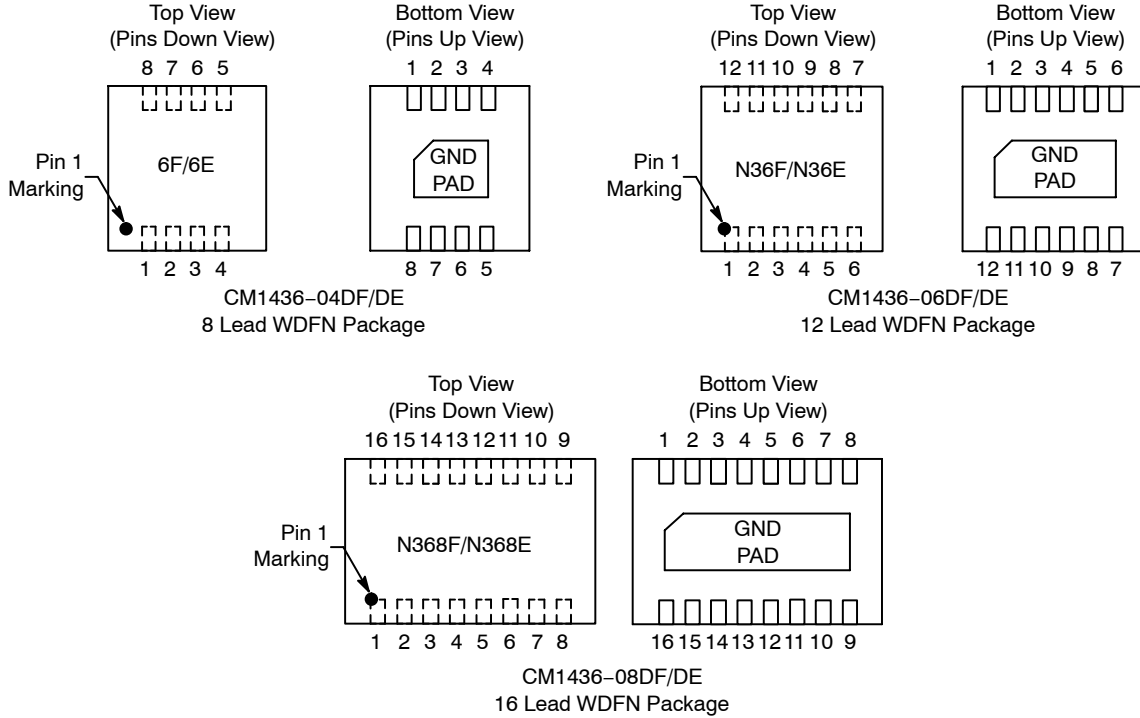 Top View
(Pins Down View)
8 7 6 5
6F/6E
Pin 1
Marking
1 2 3 4
Bottom View
(Pins Up View)
1 2 3 4
GND
PAD
8 7 6 5
CM1436–04DF/DE
8 Lead WDFN Package
Top View
(Pins Down View)
12 11 10 9 8 7
N36F/N36E
Pin 1
Marking
1 2 3 4 5 6
Bottom View
(Pins Up View)
1 2 3 4 5 6
GND
PAD
12 11 10 9 8 7
CM1436–06DF/DE
12 Lead WDFN Package
Top View
(Pins Down View)
16 15 14 13 12 11 10 9
N368F/N368E
Pin 1
Marking
1 2 3 4 5 6 7 8
Bottom View
(Pins Up View)
1 2 3 4 5 6 7 8
GND
PAD
16 15 14 13 12 11 10 9
CM1436–08DF/DE
16 Lead WDFN Package